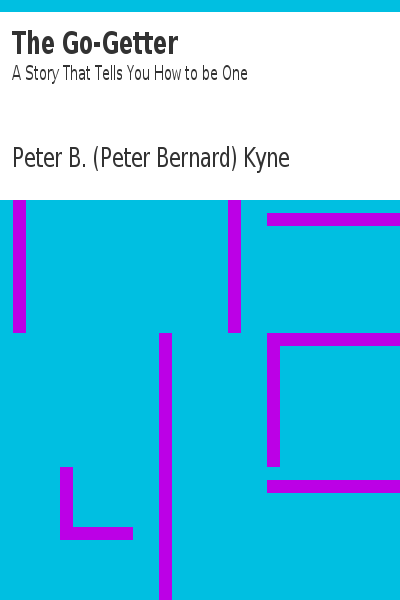 The Go-Getter
A Story That Tells You How to be One
Peter B. (Peter Bernard) Kyne